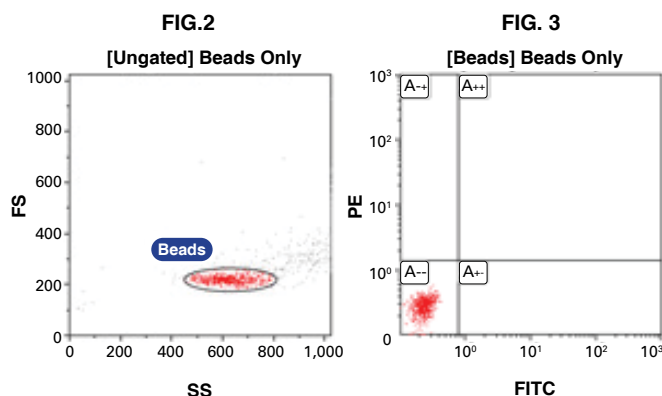 FIG.2
[Ungated] Beads Only
1000
800
600
400
200
0
FS
Beads
0 200 400 600 800 1,000
SS
FIG. 3
[Beads] Beads Only
10³
10²
10¹
10⁰
0
PE
A-+ A++
A-- A+-
10⁰ 10¹ 10² 10³
FITC